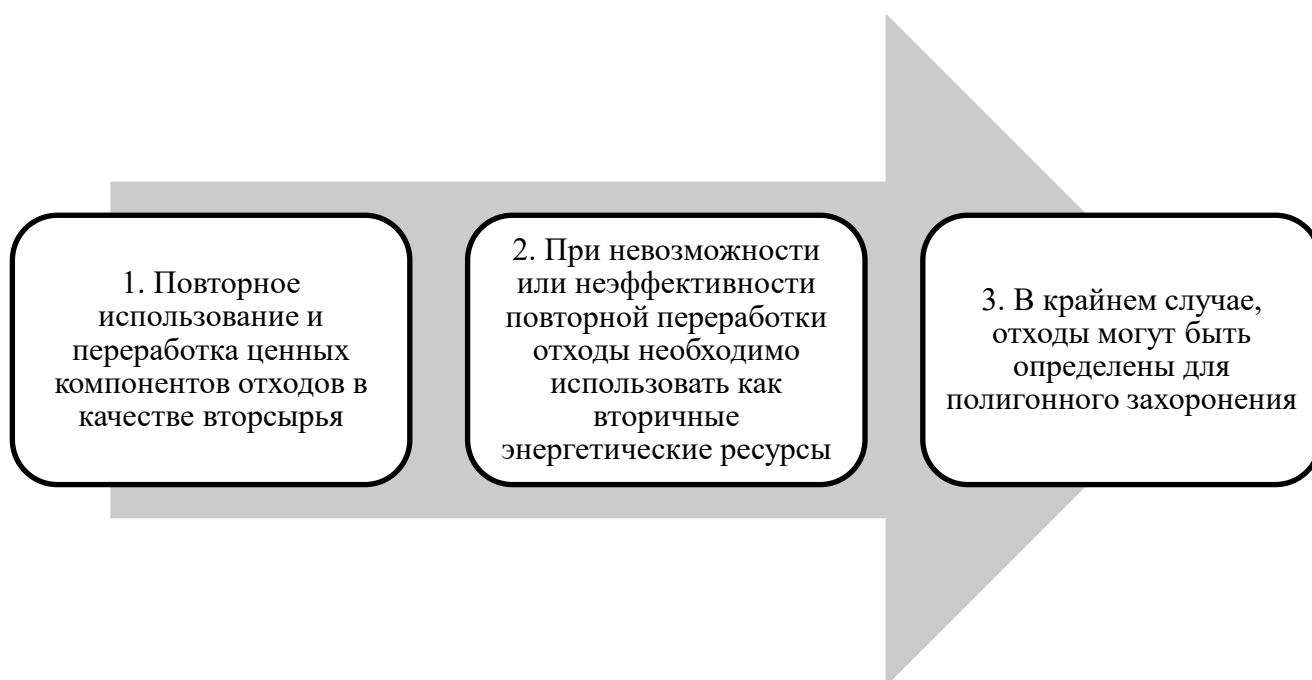 1. Повторное
использование и
переработка ценных
компонентов отходов в
качестве вторсырья
2. При невозможности
или неэффективности
повторной переработки
отходы необходимо
использовать как
вторичные
энергетические ресурсы
3. В крайнем случае,
отходы могут быть
определены для
полигонного захоронения